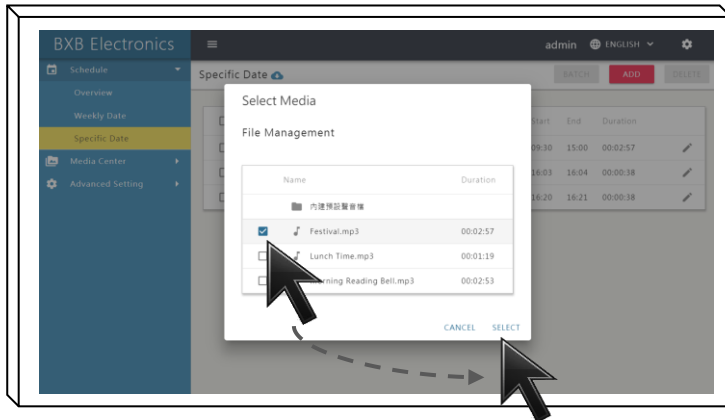 BXB Electronics
admin ENGLISH
Schedule
Overview
Weekly Date
Specific Date
Media Center
Advanced Setting
Specific Date
BATCH ADD DELETE
Start End Duration
09:30 15:00 00:02:57
16:03 16:04 00:00:38
16:20 16:21 00:00:38
Select Media
File Management
Name Duration
內建預設聲音檔
Festival.mp3 00:02:57
Lunch Time.mp3 00:01:19
Reading Bell.mp3 00:02:53
CANCEL SELECT